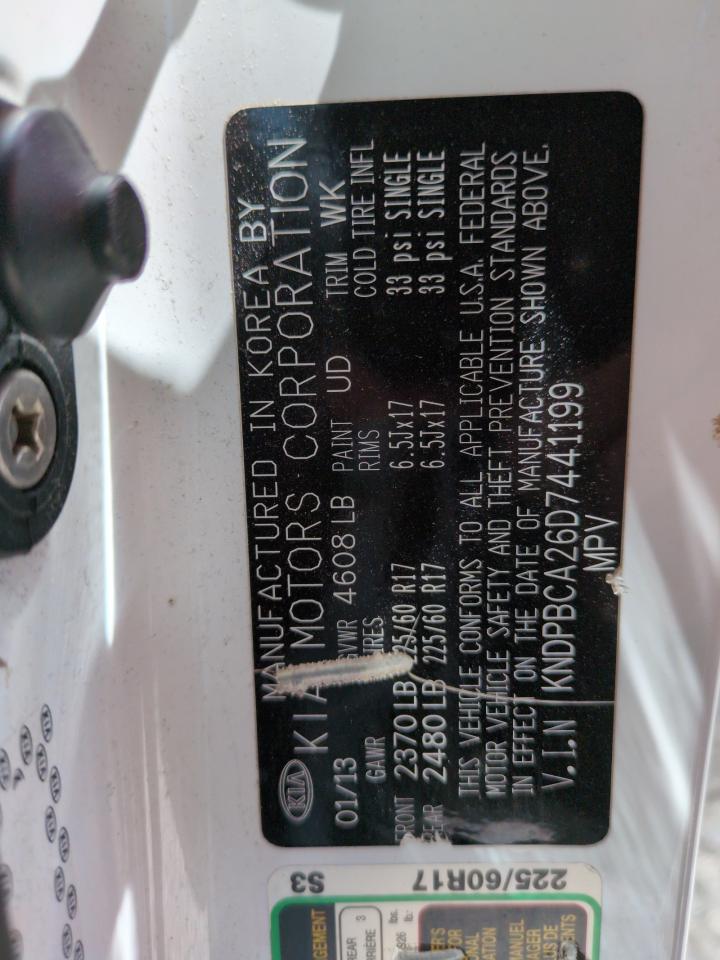 MANUFACTURED IN KOREA BY
KIA KIA MOTORS CORPORATION
01/13 GVWR 4608 LB PAINT UD TRIM WK
GAWR TIRES RIMS COLD TIRE INFL
FRONT 2370 LB 225/60 R17 6.5Jx17 33 psi SINGLE
REAR 2480 LB 225/60 R17 6.5Jx17 33 psi SINGLE
THIS VEHICLE CONFORMS TO ALL APPLICABLE U.S.A. FEDERAL
MOTOR VEHICLE SAFETY AND THEFT PREVENTION STANDARDS
IN EFFECT ON THE DATE OF MANUFACTURE SHOWN ABOVE.
V.I.N KNDPBCA26D7441199
MPV
225/60R17 S3
REAR 3